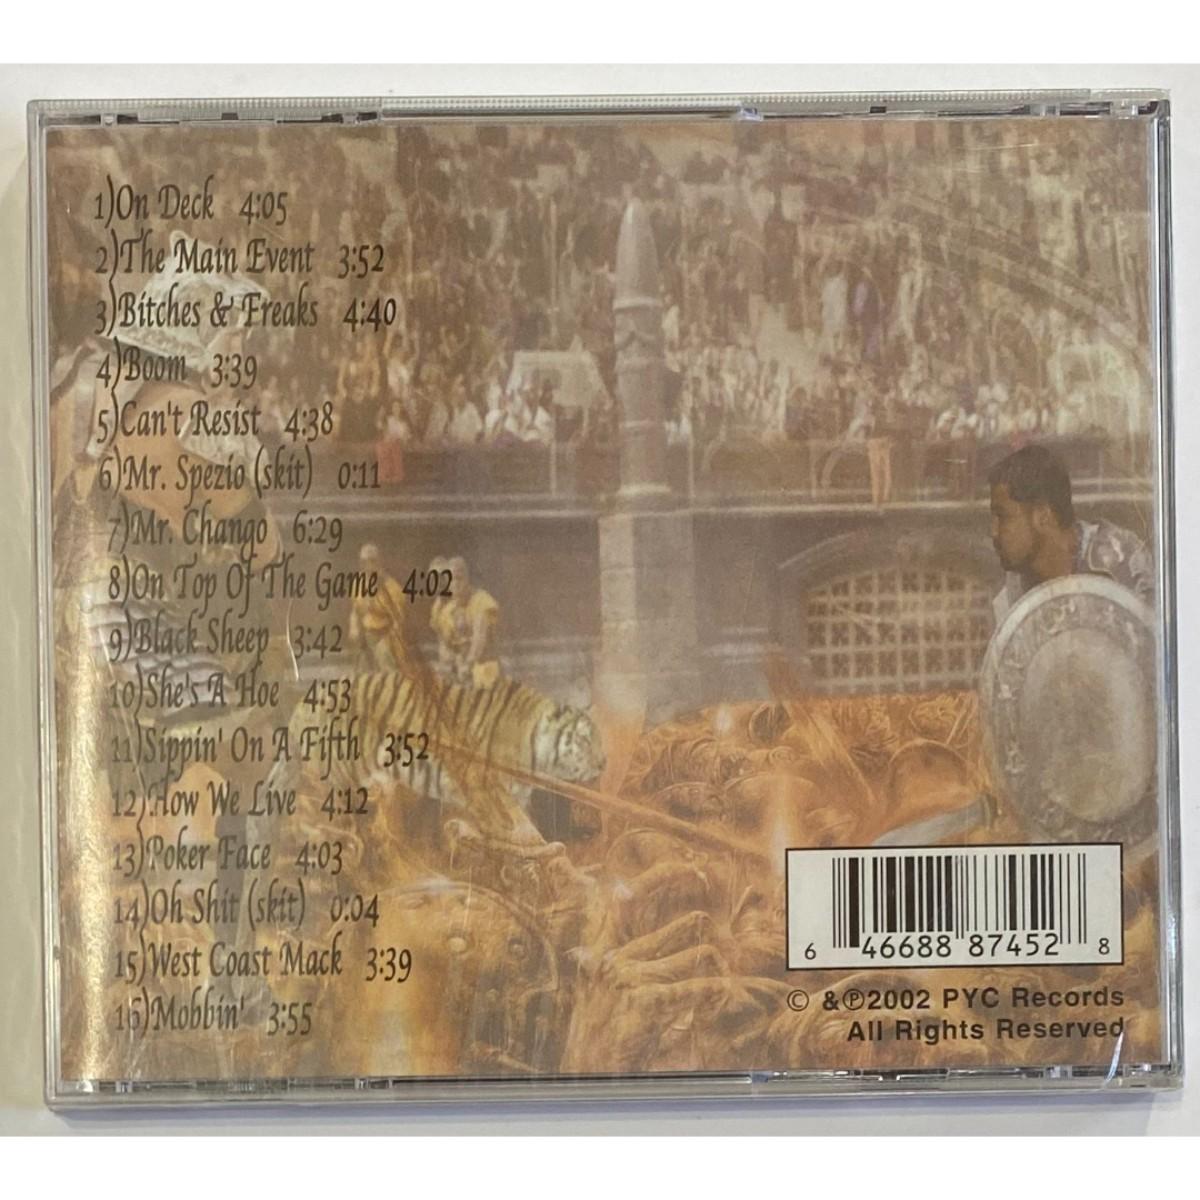 1)On Deck 4:05
2)The Main Event 3:52
3)Bitches & Freaks 4:40
4)Boom 3:39
5)Can't Resist 4:38
6)Mr. Spezio (skit) 0:11
7)Mr. Chango 6:29
8)On Top Of The Game 4:02
9)Black Sheep 3:42
10)She's A Hoe 4:53
11)Sippin' On A Fifth 3:52
12)How We Live 4:12
13)Poker Face 4:03
14)Oh Shit (skit) 0:04
15)West Coast Mack 3:39
16)Mobbin' 3:55
6 46688 87452 8
© &℗2002 PYC Records
All Rights Reserved